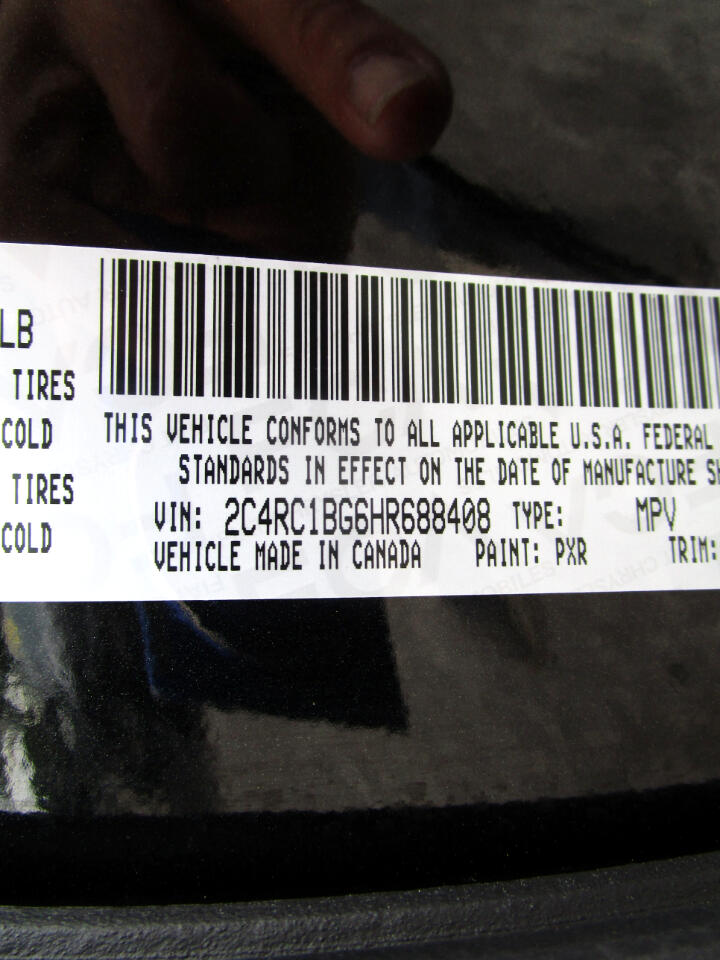 LB
TIRES
COLD
TIRES
COLD
THIS VEHICLE CONFORMS TO ALL APPLICABLE U.S.A. FEDERAL
STANDARDS IN EFFECT ON THE DATE OF MANUFACTURE
VIN: 2C4RC1BG6HR688408 TYPE: MPV
VEHICLE MADE IN CANADA PAINT: PXR TRIM: